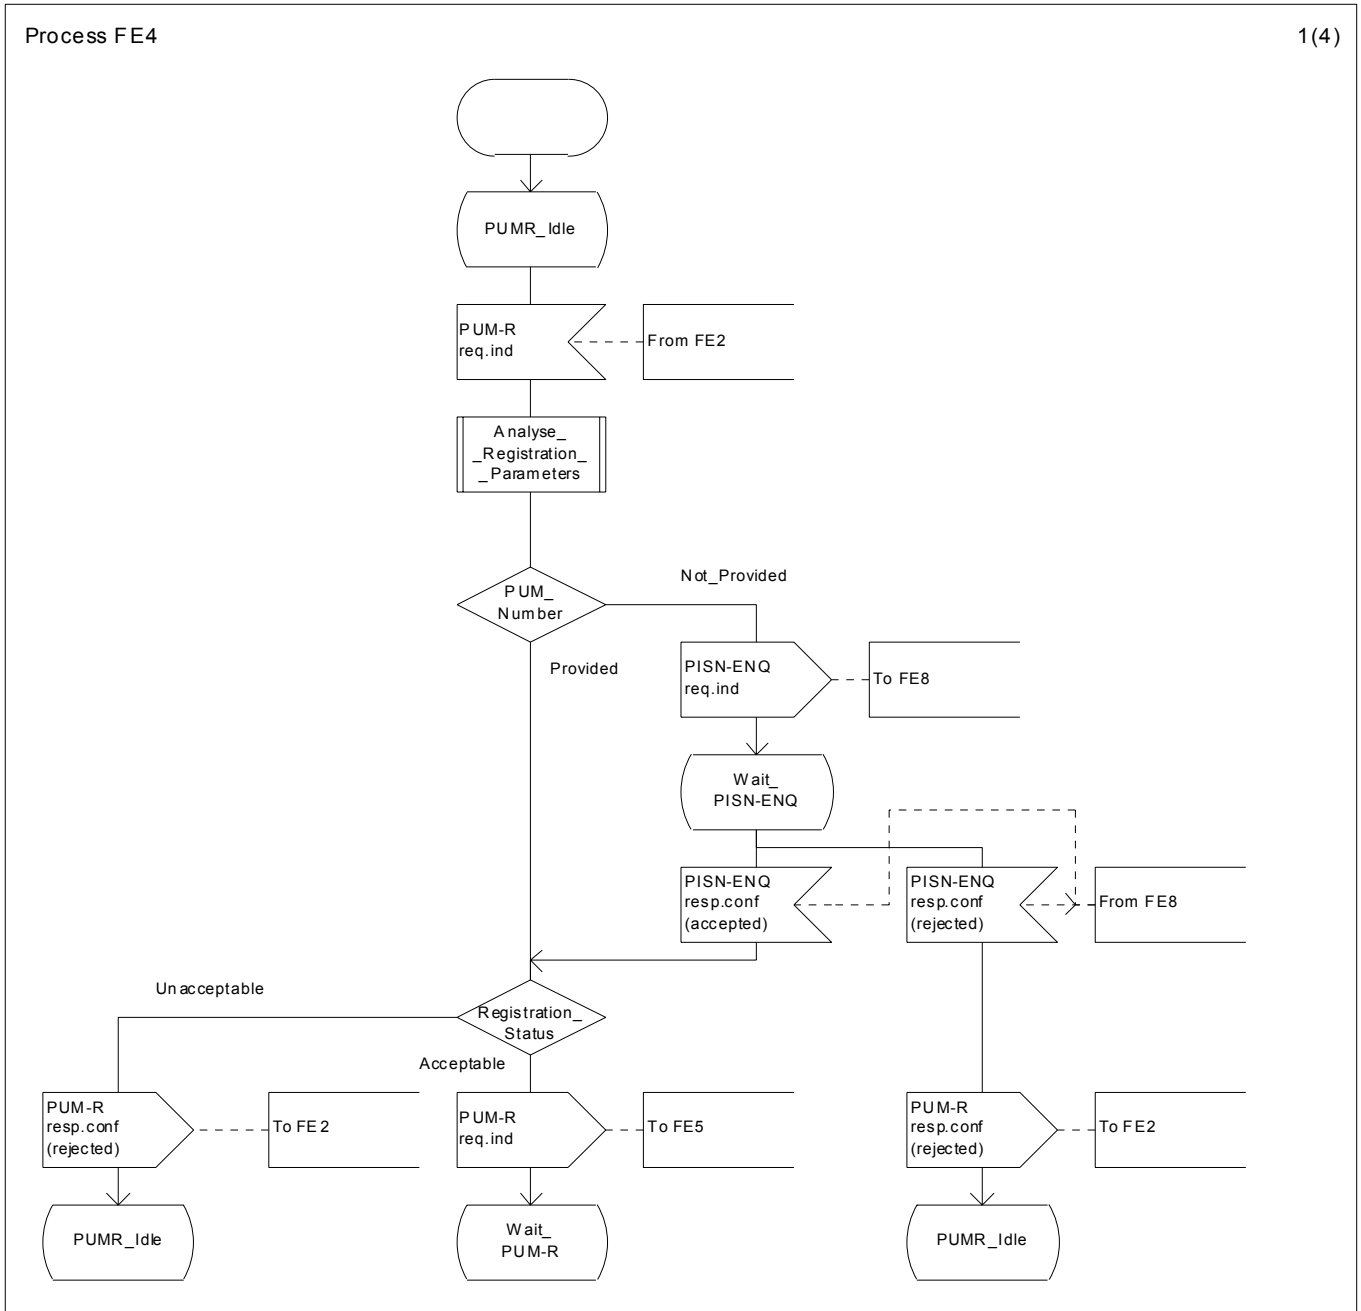 Process FE4
1(4)
PUMR_Idle
PUM-R
req.ind
From FE2
Analyse_
_Registration_
_Parameters
PUM_
Number
Not_Provided
Provided
PISN-ENQ
req.ind
To FE8
Wait_
PISN-ENQ
PISN-ENQ
resp.conf
(accepted)
PISN-ENQ
resp.conf
(rejected)
From FE8
Unacceptable
Registration_
Status
Acceptable
PUM-R
resp.conf
(rejected)
To FE2
PUM-R
req.ind
To FE5
PUM-R
resp.conf
(rejected)
To FE2
PUMR_Idle
Wait_
PUM-R
PUMR_Idle